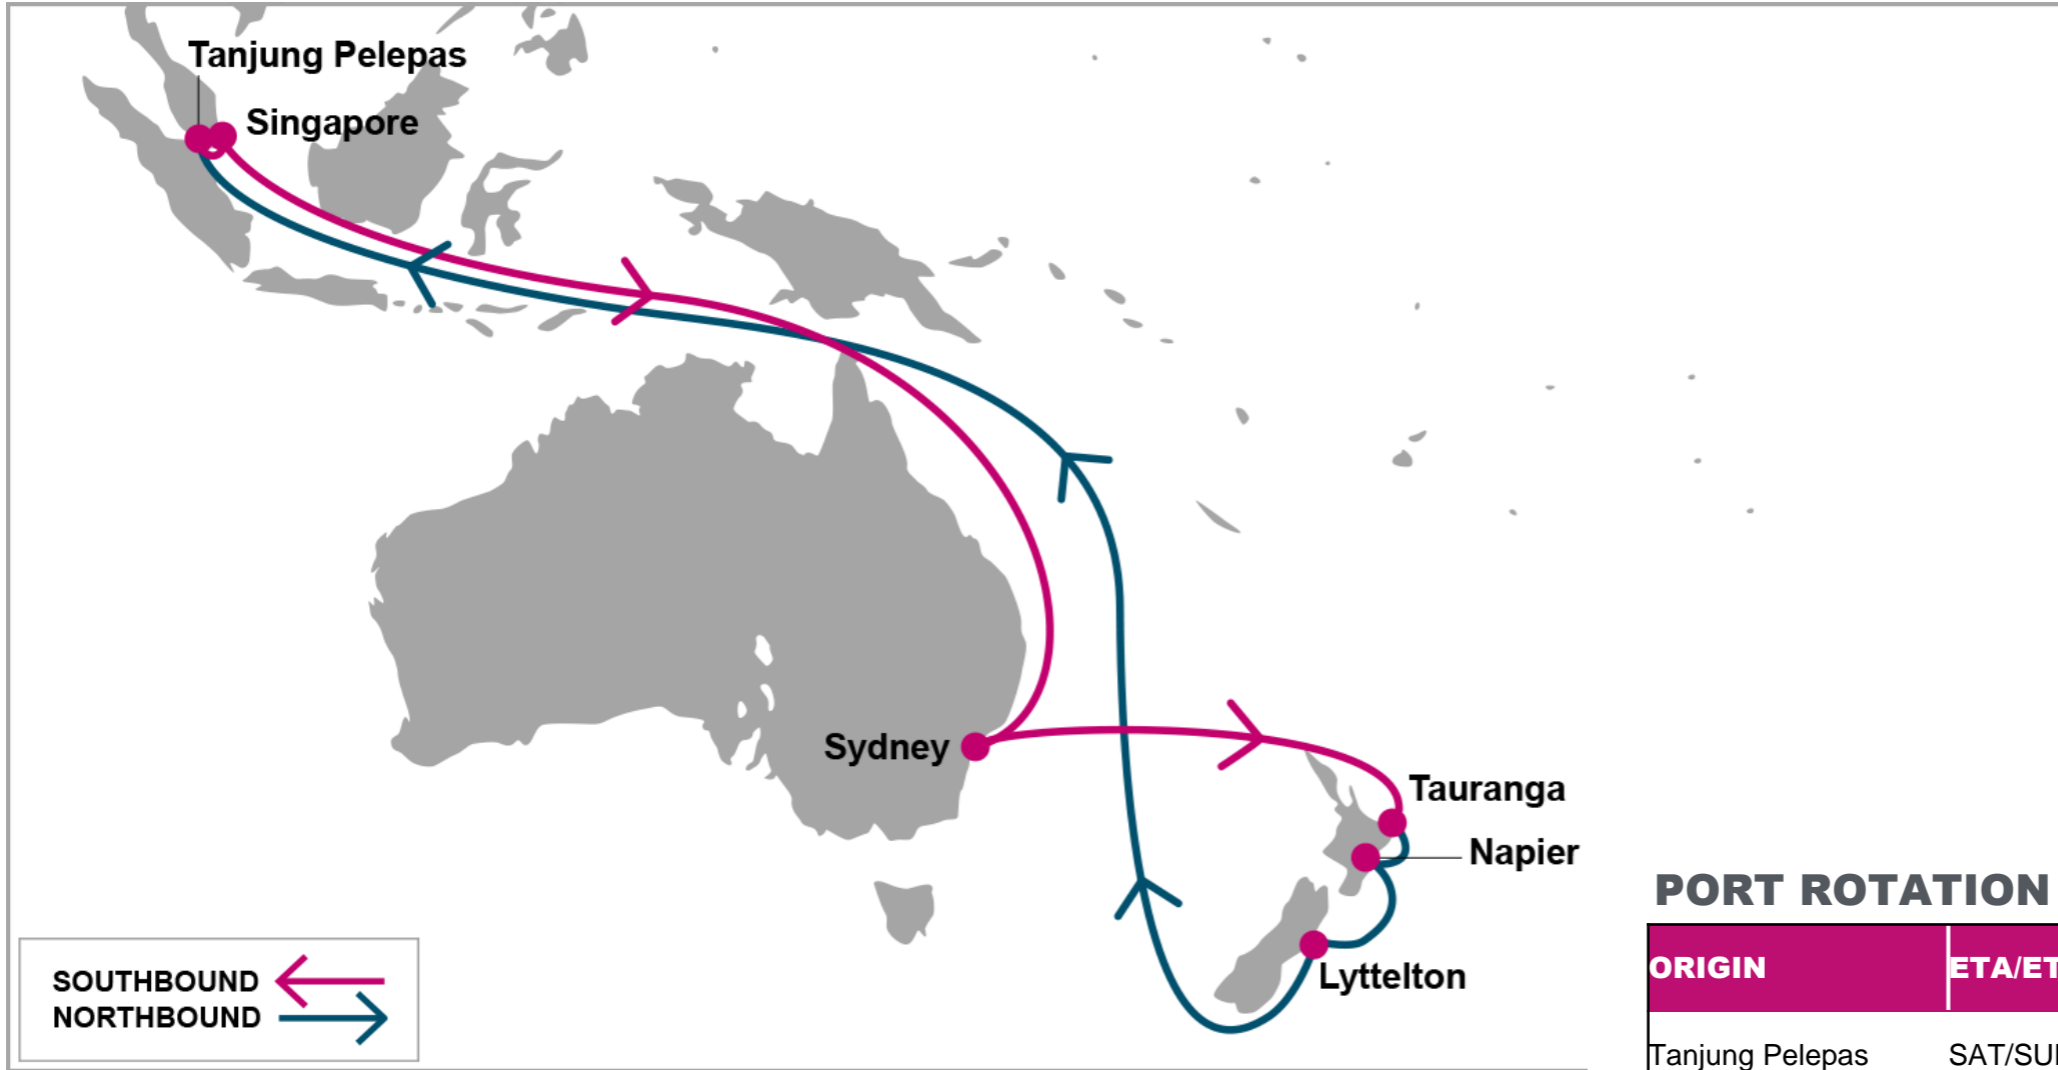 Tanjung Pelepas
Singapore
Sydney
Tauranga
Napier
Lyttelton
SOUTHBOUND
NORTHBOUND
PORT ROTATION
ORIGIN
Tanjung Pelepas